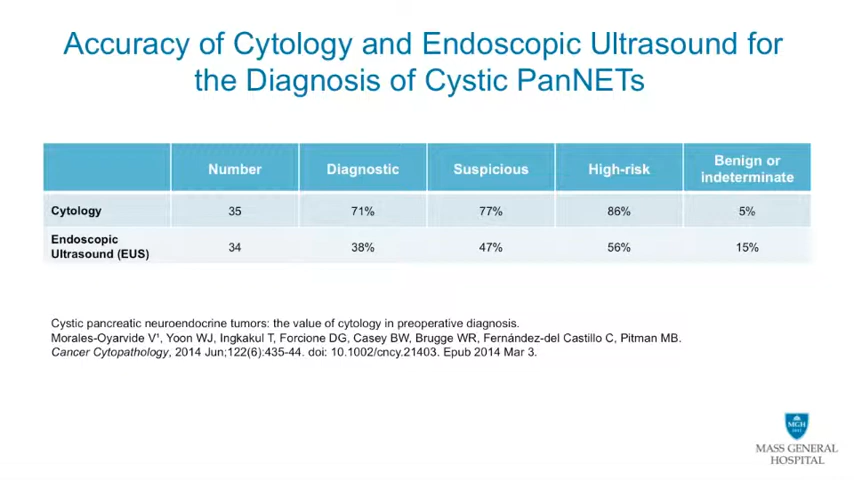 Accuracy of Cytology and Endoscopic Ultrasound for
the Diagnosis of Cystic PanNETs
Number Diagnostic Suspicious High-risk Benign or indeterminate
Cytology 35 71% 77% 86% 5%
Endoscopic Ultrasound (EUS) 34 38% 47% 56% 15%
Cystic pancreatic neuroendocrine tumors: the value of cytology in preoperative diagnosis.
Morales-Oyarvide V¹, Yoon WJ, Ingkakul T, Forcione DG, Casey BW, Brugge WR, Fernández-del Castillo C, Pitman MB.
Cancer Cytopathology, 2014 Jun;122(6):435-44. doi: 10.1002/cncy.21403. Epub 2014 Mar 3.
MGH
1811
MASS GENERAL
HOSPITAL